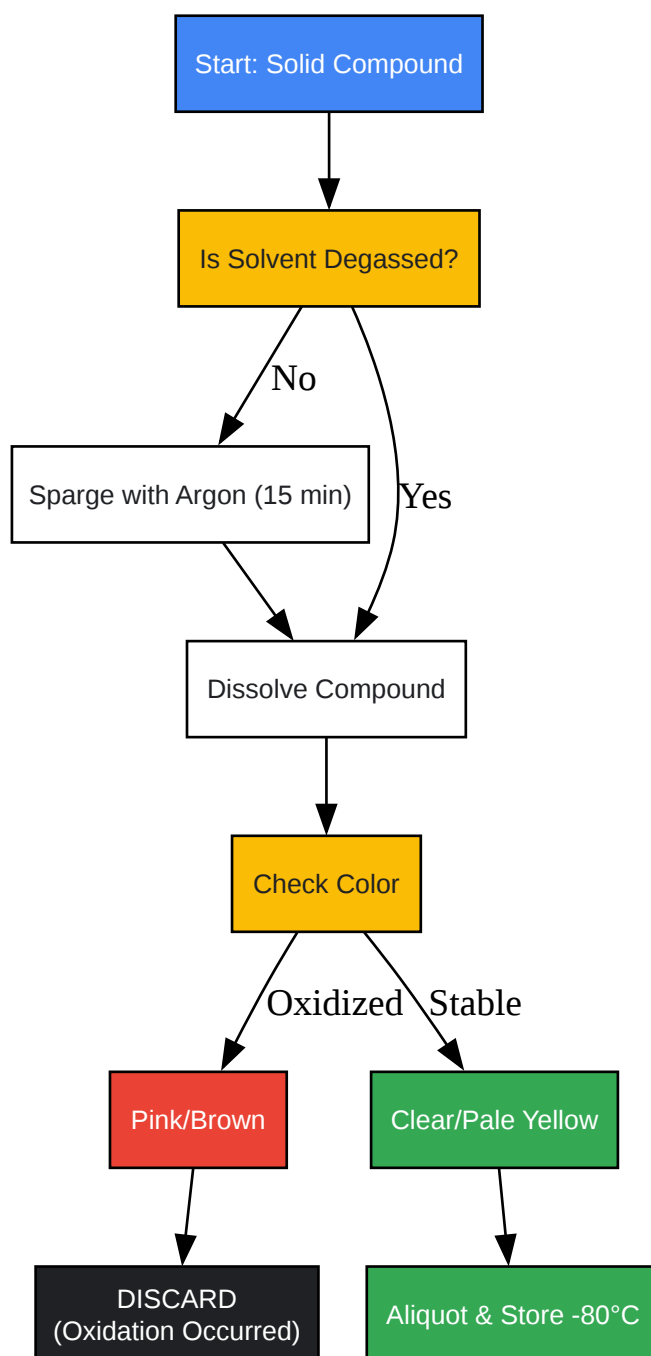 Start: Solid Compound
Is Solvent Degassed?
No
Sparge with Argon (15 min)
Yes
Dissolve Compound
Check Color
Oxidized
Stable
Pink/Brown
Clear/Pale Yellow
DISCARD
(Oxidation Occurred)
Aliquot & Store -80°C